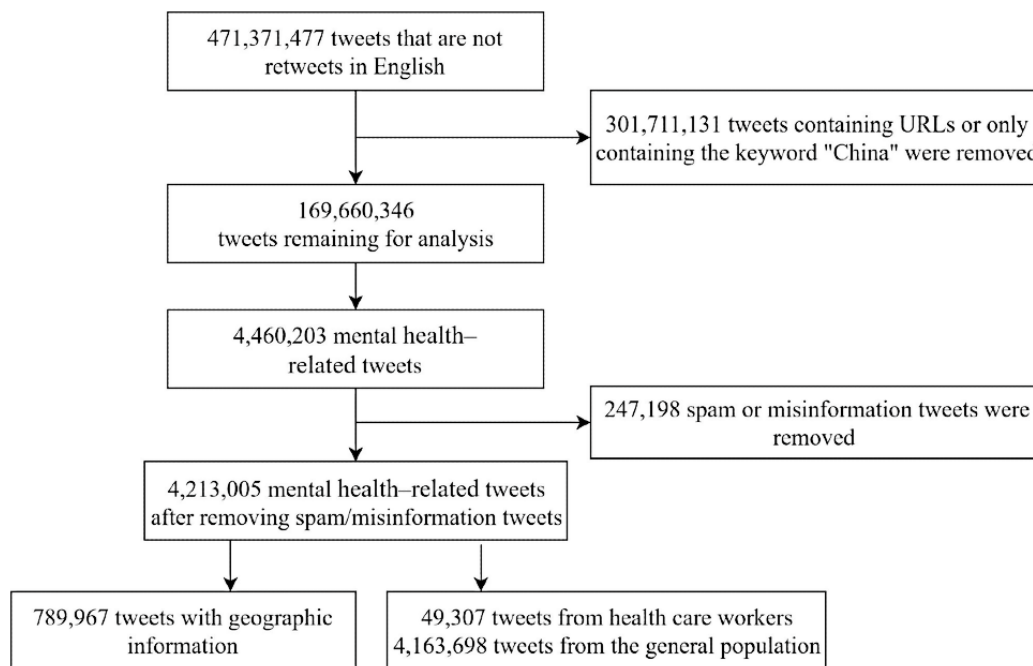 471,371,477 tweets that are not
retweets in English
301,711,131 tweets containing URLs or only
containing the keyword "China" were removed
169,660,346
tweets remaining for analysis
4,460,203 mental health–
related tweets
247,198 spam or misinformation tweets were
removed
4,213,005 mental health–related tweets
after removing spam/misinformation tweets
789,967 tweets with geographic
information
49,307 tweets from health care workers
4,163,698 tweets from the general population